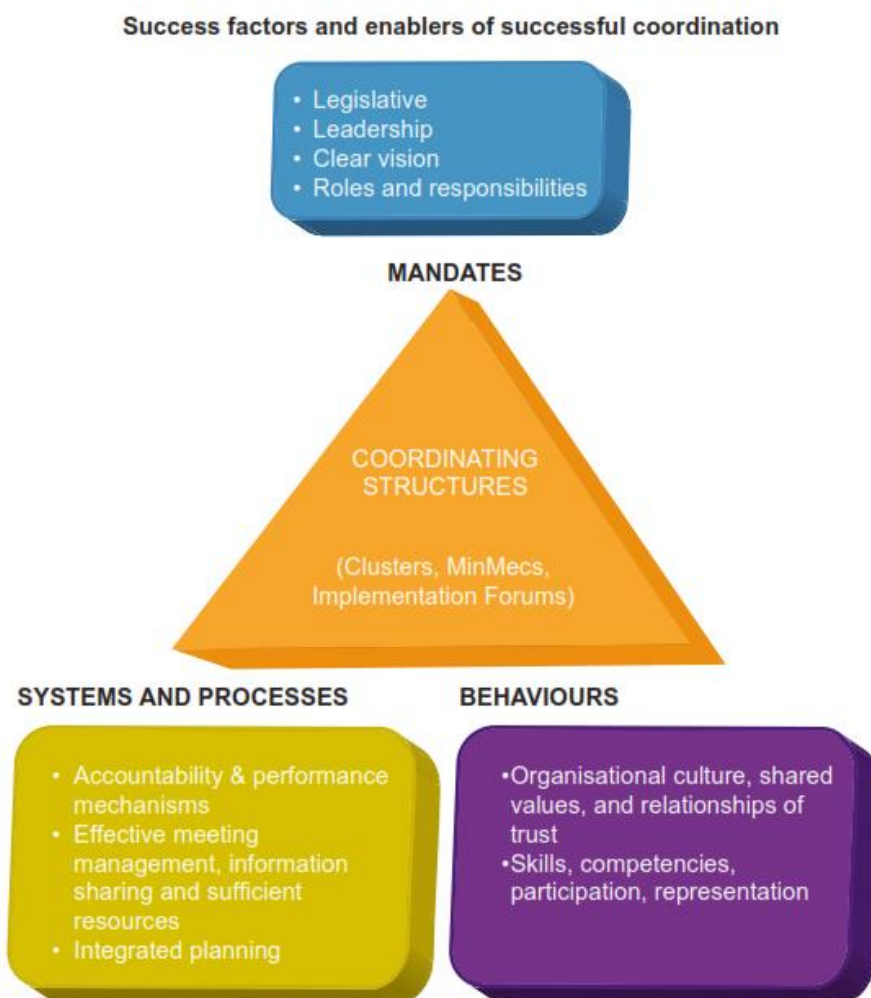 Success factors and enablers of successful coordination
• Legislative
• Leadership
• Clear vision
• Roles and responsibilities
MANDATES
COORDINATING
STRUCTURES
(Clusters, MinMecs,
Implementation Forums)
SYSTEMS AND PROCESSES
• Accountability & performance
mechanisms
• Effective meeting
management, information
sharing and sufficient
resources
• Integrated planning
BEHAVIOURS
•Organisational culture, shared
values, and relationships of
trust
•Skills, competencies,
participation, representation